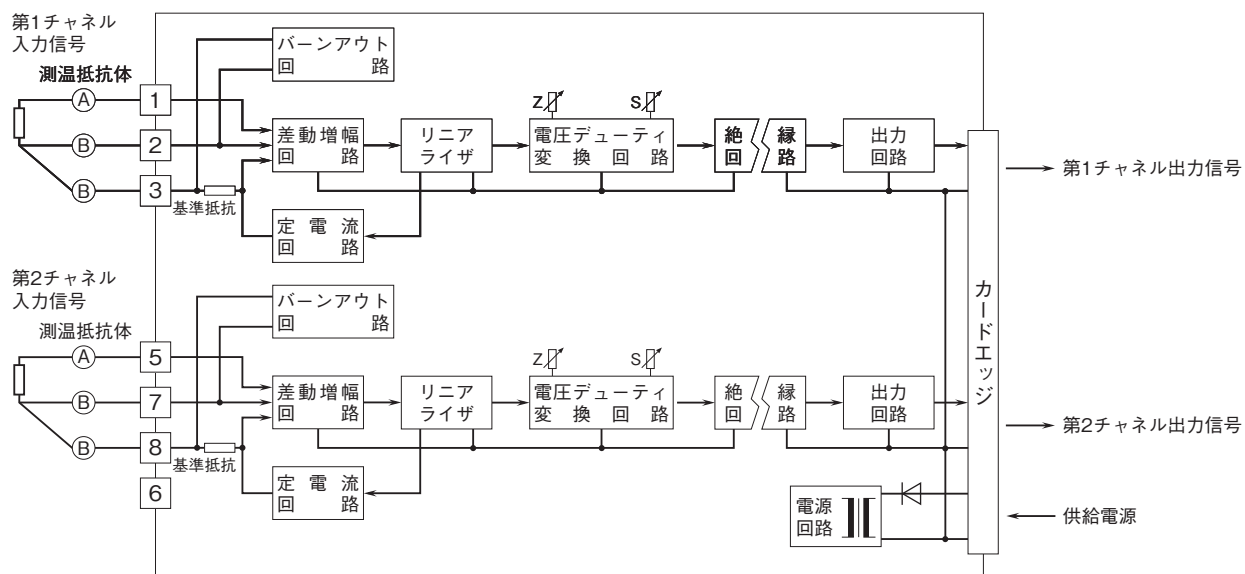 第1チャネル
入力信号
測温抵抗体
A
B
B
1
2
3
基準抵抗
バーンアウト
回路
差動増幅
回路
リニア
ライザ
Z
S
電圧デューティ
変換回路
絶縁
回路
出力
回路
定電流
回路
第1チャネル出力信号
第2チャネル
入力信号
測温抵抗体
A
B
B
5
7
8
6
基準抵抗
バーンアウト
回路
差動増幅
回路
リニア
ライザ
Z
S
電圧デューティ
変換回路
絶縁
回路
出力
回路
定電流
回路
電源
回路
カードエッジ
第2チャネル出力信号
供給電源